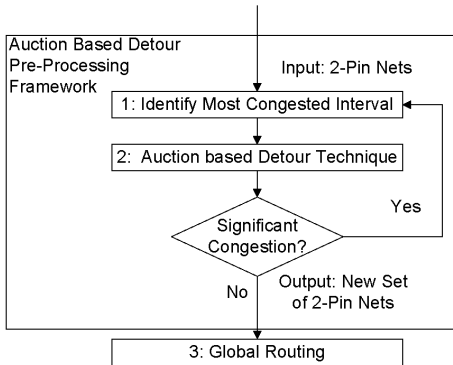 Auction Based Detour
Pre-Processing
Framework
Input: 2-Pin Nets
1: Identify Most Congested Interval
2: Auction based Detour Technique
Significant
Congestion?
Yes
No
Output: New Set
of 2-Pin Nets
3: Global Routing